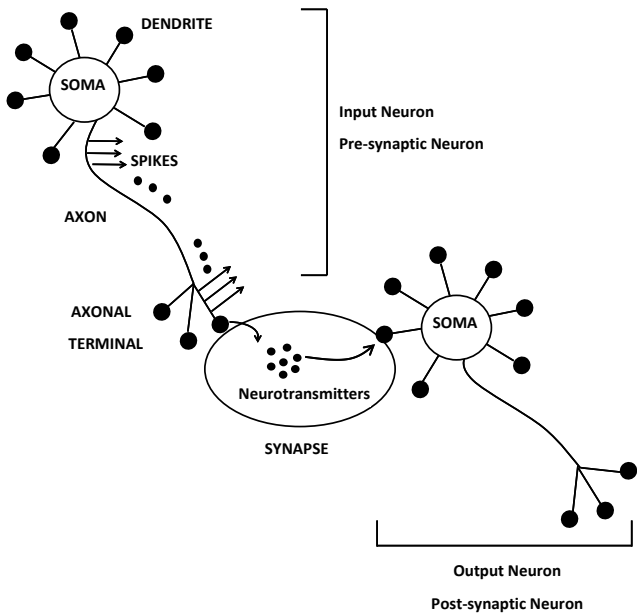 DENDRITE
SOMA
Input Neuron
Pre-synaptic Neuron
SPIKES
AXON
AXONAL
TERMINAL
SOMA
Neurotransmitters
SYNAPSE
Output Neuron
Post-synaptic Neuron